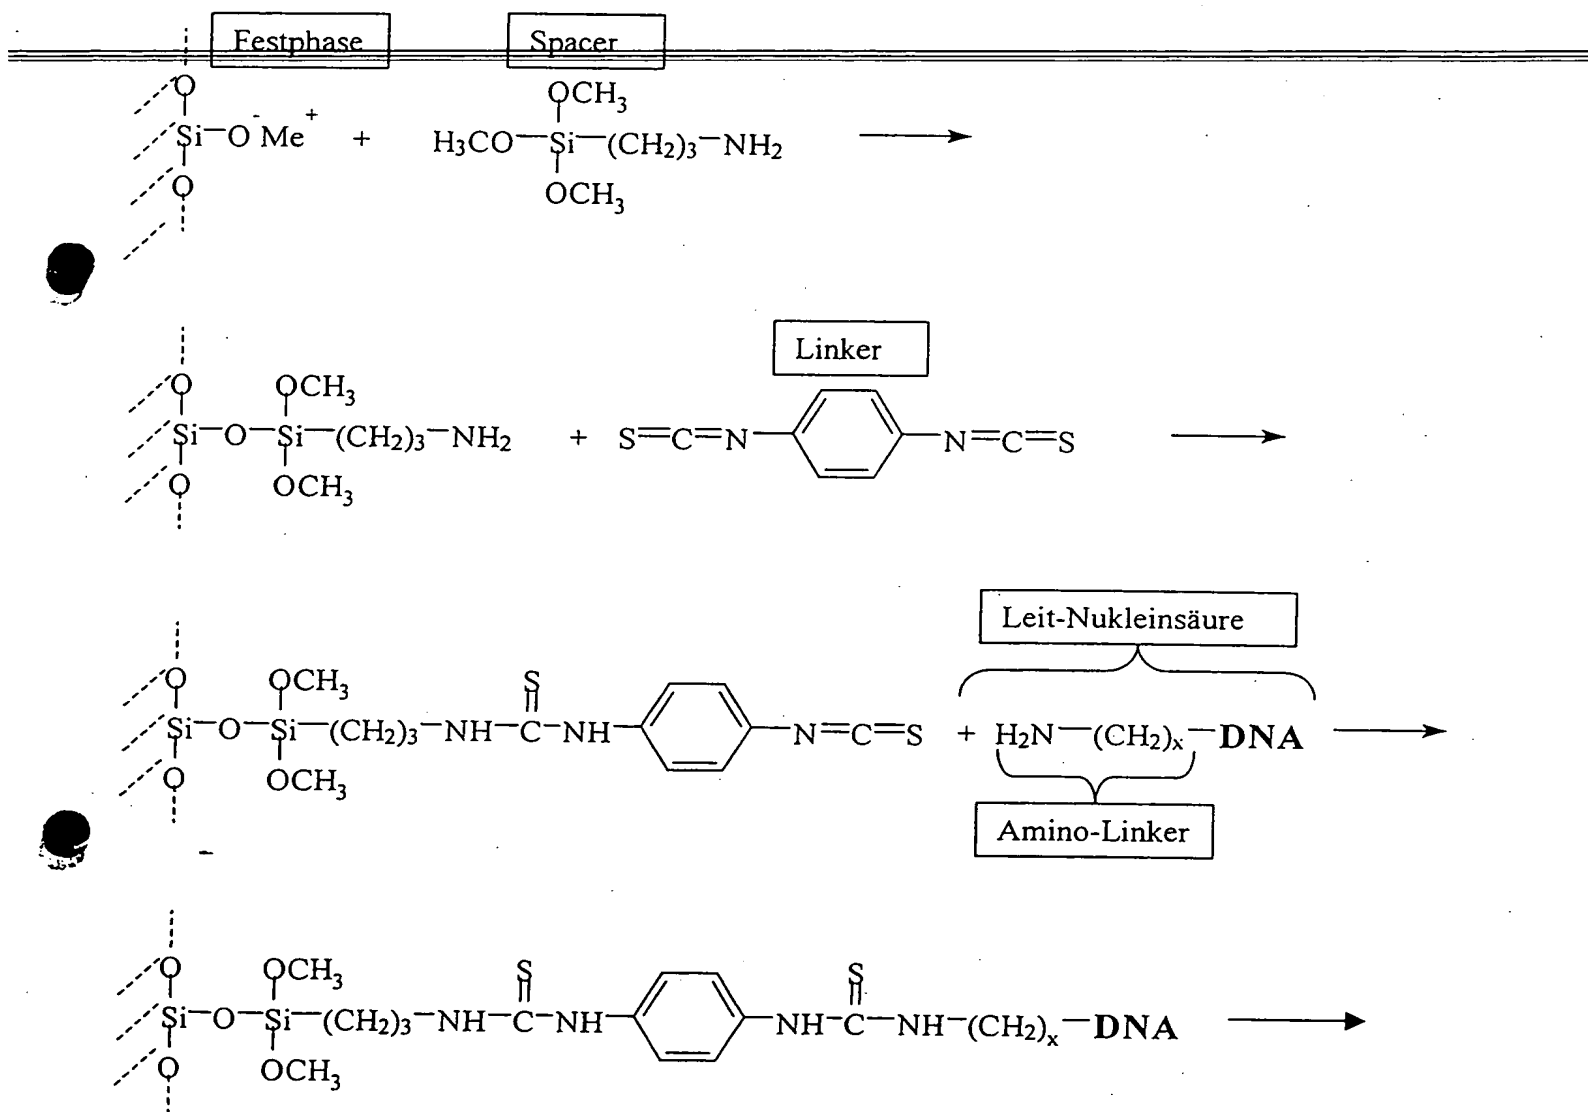 Festphase Spacer
O OCH3
Si—O⁻Me⁺ + H3CO—Si—(CH2)3—NH2
O OCH3
Linker
O OCH3
Si—O—Si—(CH2)3—NH2 + S=C=N N=C=S
O OCH3
Leit-Nukleinsäure
O OCH3 S
Si—O—Si—(CH2)3—NH—C—NH N=C=S + H2N—(CH2)x—DNA
O OCH3
Amino-Linker
O OCH3 S S
Si—O—Si—(CH2)3—NH—C—NH NH—C—NH—(CH2)x—DNA
O OCH3